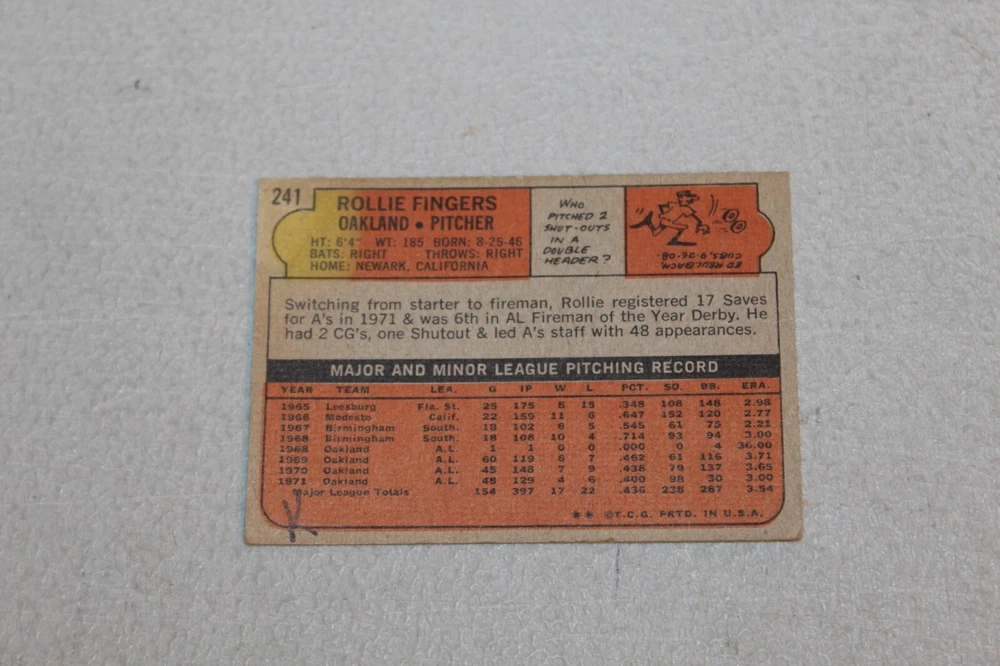 241
ROLLIE FINGERS
OAKLAND • PITCHER
HT: 6'4" WT: 185 BORN: 8-25-46
BATS: RIGHT THROWS: RIGHT
HOME: NEWARK, CALIFORNIA
WHO
PITCHED 2
SHUT-OUTS
IN A
DOUBLE
HEADER?
ED REULBACH,
CUBS, 9-26-08.
Switching from starter to fireman, Rollie registered 17 Saves
for A's in 1971 & was 6th in AL Fireman of the Year Derby. He
had 2 CG's, one Shutout & led A's staff with 48 appearances.
MAJOR AND MINOR LEAGUE PITCHING RECORD
YEAR TEAM LEA. G IP W L PCT. SO. BB. ERA.
1965 Leesburg Fla. St. 25 175 8 15 .348 108 148 2.98
1966 Modesto Calif. 22 159 11 6 .647 152 120 2.77
1967 Birmingham South. 18 102 6 5 .545 61 75 2.21
1968 Birmingham South. 18 108 10 4 .714 93 94 3.00
1968 Oakland A.L. 1 1 0 0 .000 0 4 36.00
1969 Oakland A.L. 60 119 6 7 .462 61 116 3.71
1970 Oakland A.L. 45 148 7 9 .438 79 137 3.65
1971 Oakland A.L. 48 129 4 6 .400 98 30 3.00
Major League Totals 154 397 17 22 .436 238 287 3.54
K
** ©T.C.G. PRTD. IN U.S.A.